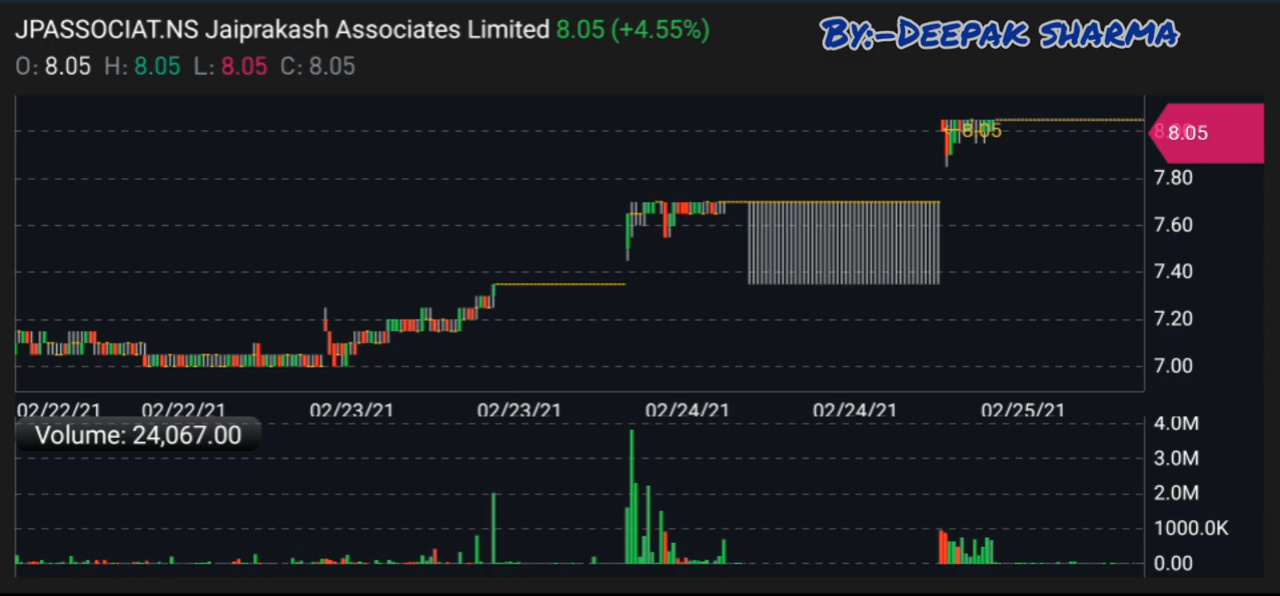 JPASSOCIAT.NS Jaiprakash Associates Limited 8.05 (+4.55%)
By:-Deepak sharma
O: 8.05 H: 8.05 L: 8.05 C: 8.05
8.05
8.05
7.80
7.60
7.40
7.20
7.00
02/22/21 02/22/21 02/23/21 02/23/21 02/24/21 02/24/21 02/25/21
Volume: 24,067.00
4.0M
3.0M
2.0M
1000.0K
0.00